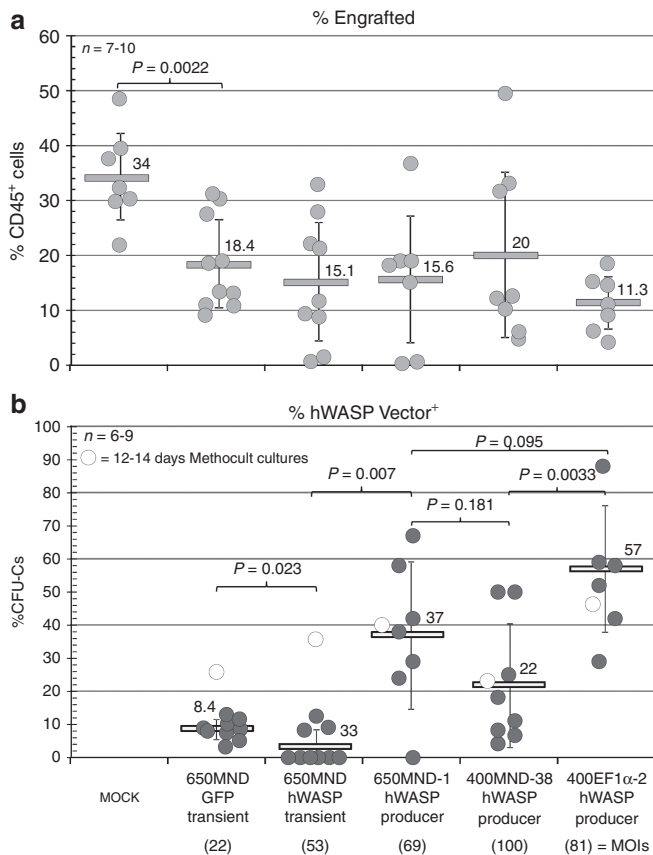 a
% Engrafted
60
50
40
30
20
10
0
% CD45+ cells
n = 7-10
P = 0.0022
34
18.4
15.1
15.6
20
11.3
b
% hWASP Vector+
100
90
80
70
60
50
40
30
20
10
0
%CFU-Cs
n = 6-9
= 12-14 days Methocult cultures
P = 0.095
P = 0.007
P = 0.0033
P = 0.181
P = 0.023
8.4
33
37
22
57
MOCK
650MND GFP transient (22)
650MND hWASP transient (53)
650MND-1 hWASP producer (69)
400MND-38 hWASP producer (100)
400EF1α-2 hWASP producer (81) = MOIs